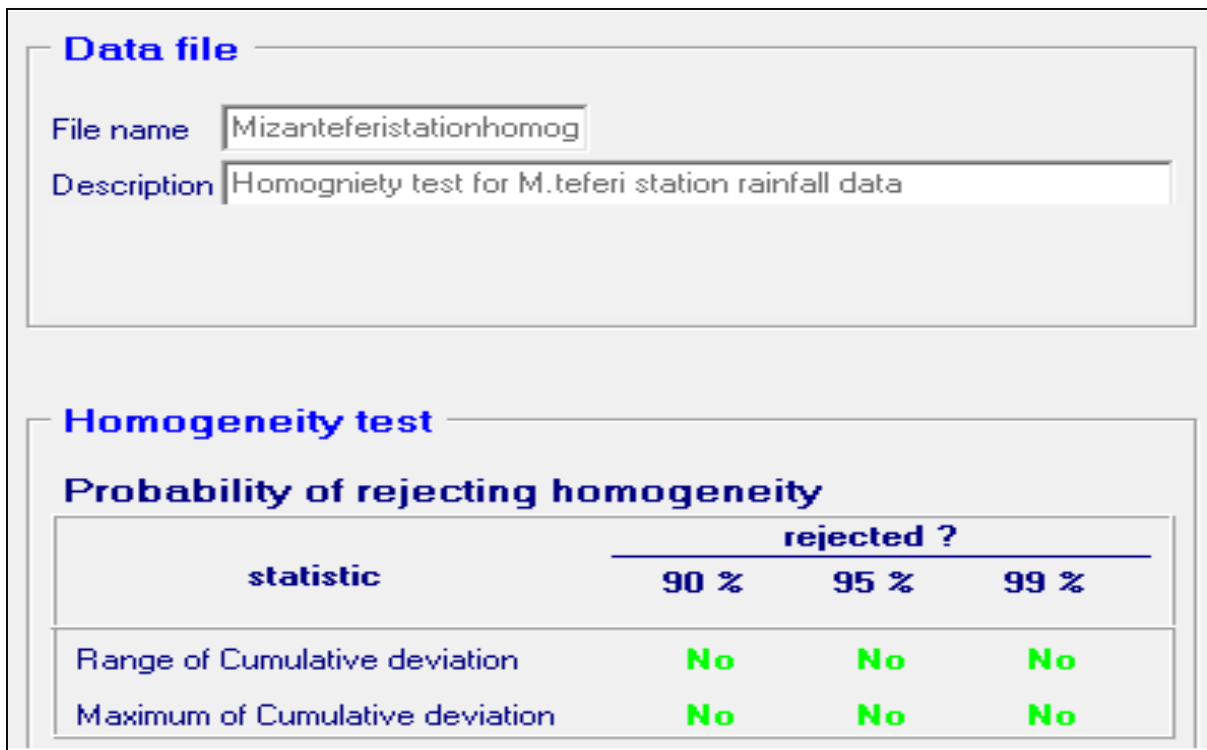 Data file
File name Mizanteferistationhomog
Description Homogniety test for M.teferi station rainfall data
Homogeneity test
Probability of rejecting homogeneity
rejected ?
statistic 90 % 95 % 99 %
Range of Cumulative deviation No No No
Maximum of Cumulative deviation No No No